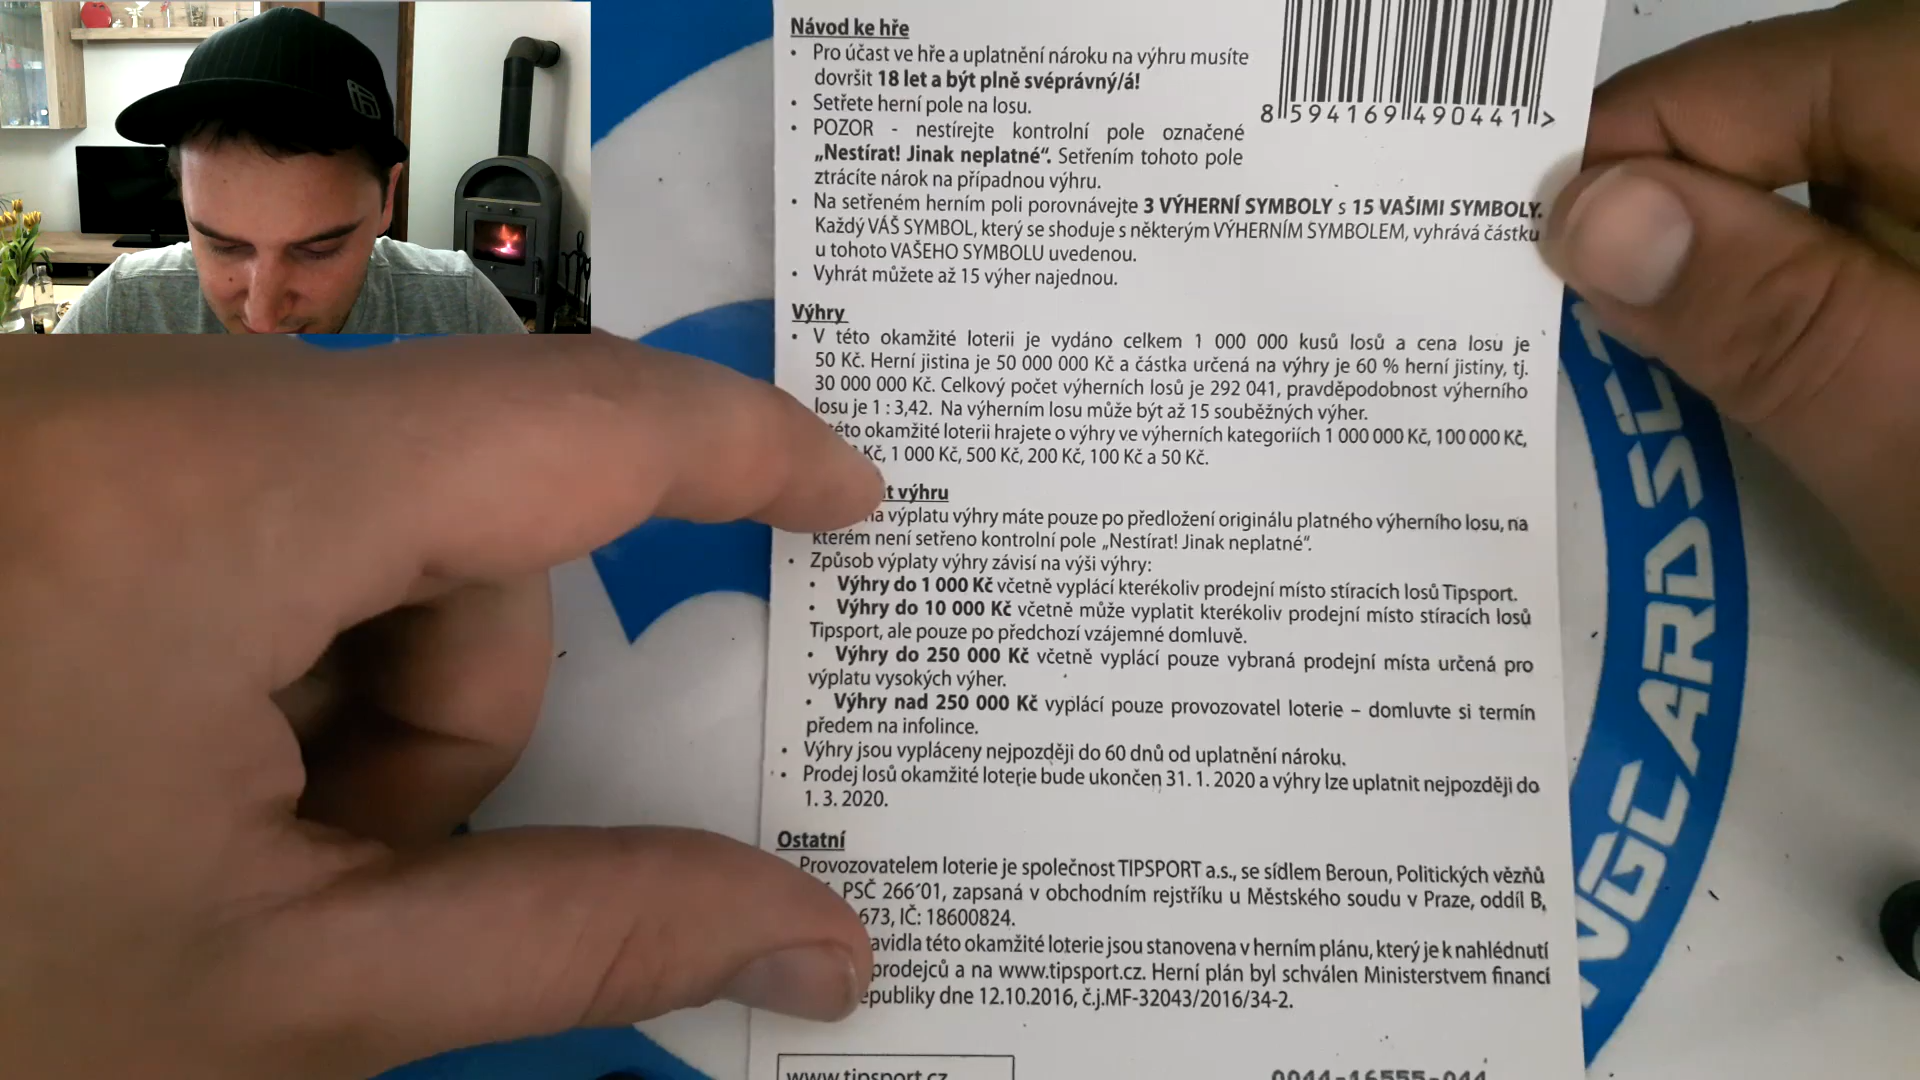 Návod ke hře
• Pro účast ve hře a uplatnění nároku na výhru musíte
dovršit 18 let a být plně svéprávný/á!
• Setřete herní pole na losu.
• POZOR - nestírejte kontrolní pole označené
„Nestírat! Jinak neplatné“. Setřením tohoto pole
ztrácíte nárok na případnou výhru.
8 594169 490441 >
• Na setřeném herním poli porovnávejte 3 VÝHERNÍ SYMBOLY s 15 VAŠIMI SYMBOLY.
Každý VÁŠ SYMBOL, který se shoduje s některým VÝHERNÍM SYMBOLEM, vyhrává částku
u tohoto VAŠEHO SYMBOLU uvedenou.
• Vyhrát můžete až 15 výher najednou.
Výhry
• V této okamžité loterii je vydáno celkem 1 000 000 kusů losů a cena losu je
50 Kč. Herní jistina je 50 000 000 Kč a částka určená na výhry je 60 % herní jistiny, tj.
30 000 000 Kč. Celkový počet výherních losů je 292 041, pravděpodobnost výherního
losu je 1 : 3,42. Na výherním losu může být až 15 souběžných výher.
této okamžité loterii hrajete o výhry ve výherních kategoriích 1 000 000 Kč, 100 000 Kč,
Kč, 1 000 Kč, 500 Kč, 200 Kč, 100 Kč a 50 Kč.
výhru
na výplatu výhry máte pouze po předložení originálu platného výherního losu, na
kterém není setřeno kontrolní pole „Nestírat! Jinak neplatné“.
• Způsob výplaty výhry závisí na výši výhry:
• Výhry do 1 000 Kč včetně vyplácí kterékoliv prodejní místo stíracích losů Tipsport.
• Výhry do 10 000 Kč včetně může vyplatit kterékoliv prodejní místo stíracích losů
Tipsport, ale pouze po předchozí vzájemné domluvě.
• Výhry do 250 000 Kč včetně vyplácí pouze vybraná prodejní místa určená pro
výplatu vysokých výher.
• Výhry nad 250 000 Kč vyplácí pouze provozovatel loterie – domluvte si termín
předem na infolince.
• Výhry jsou vypláceny nejpozději do 60 dnů od uplatnění nároku.
• Prodej losů okamžité loterie bude ukončen 31. 1. 2020 a výhry lze uplatnit nejpozději do
1. 3. 2020.
Ostatní
Provozovatelem loterie je společnost TIPSPORT a.s., se sídlem Beroun, Politických vězňů
PSČ 266 01, zapsaná v obchodním rejstříku u Městského soudu v Praze, oddíl B,
673, IČ: 18600824.
avidla této okamžité loterie jsou stanovena v herním plánu, který je k nahlédnutí
prodejců a na www.tipsport.cz. Herní plán byl schválen Ministerstvem financí
epubliky dne 12.10.2016, č.j.MF-32043/2016/34-2.
www.tipsport.cz
0044-16555-044
NGCARDS.CZ